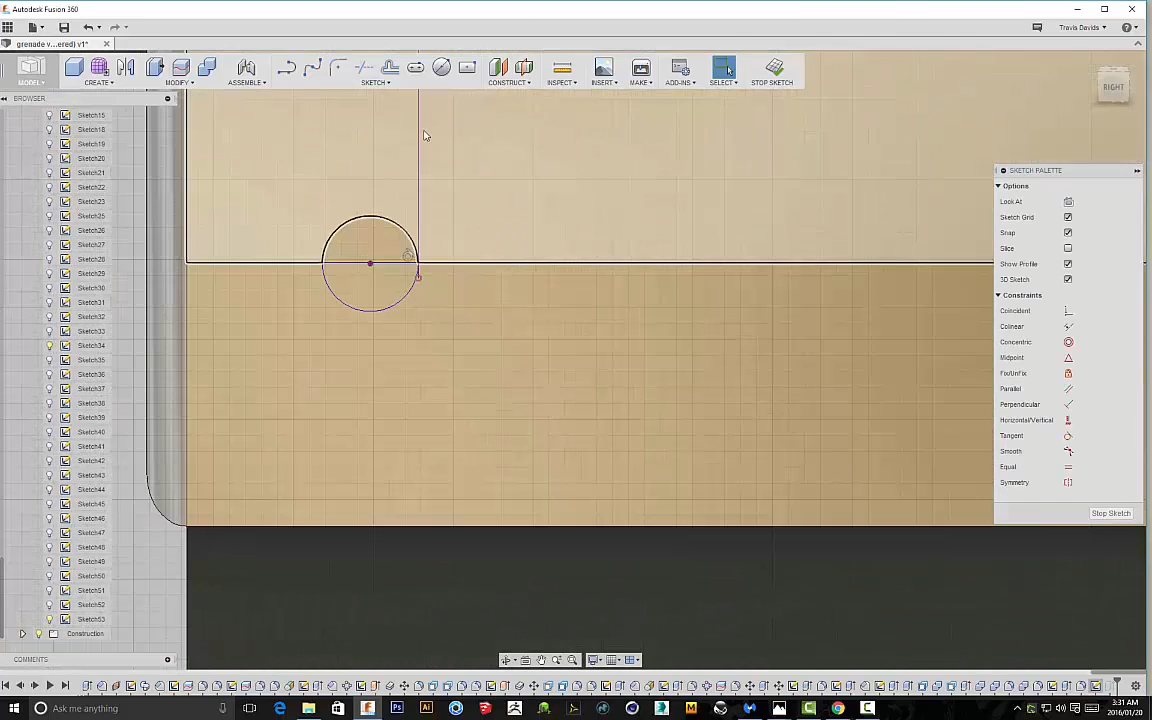 Autodesk Fusion 360
Travis Davids
grenade v...ered) v1*
MODEL
CREATE
MODIFY
ASSEMBLE
SKETCH
CONSTRUCT
INSPECT
INSERT
MAKE
ADD-INS
SELECT
STOP SKETCH
RIGHT
BROWSER
Sketch15
Sketch18
Sketch19
Sketch20
Sketch21
Sketch22
Sketch23
Sketch25
Sketch26
Sketch27
Sketch28
Sketch29
Sketch30
Sketch31
Sketch32
Sketch33
Sketch34
Sketch35
Sketch36
Sketch37
Sketch38
Sketch39
Sketch40
Sketch41
Sketch42
Sketch43
Sketch44
Sketch45
Sketch46
Sketch47
Sketch48
Sketch49
Sketch50
Sketch51
Sketch52
Sketch53
Construction
SKETCH PALETTE
Options
Look At
Sketch Grid
Snap
Slice
Show Profile
3D Sketch
Constraints
Coincident
Colinear
Concentric
Midpoint
Fix/UnFix
Parallel
Perpendicular
Horizontal/Vertical
Tangent
Smooth
Equal
Symmetry
Stop Sketch
COMMENTS
Ask me anything
3:31 AM
2016/01/20